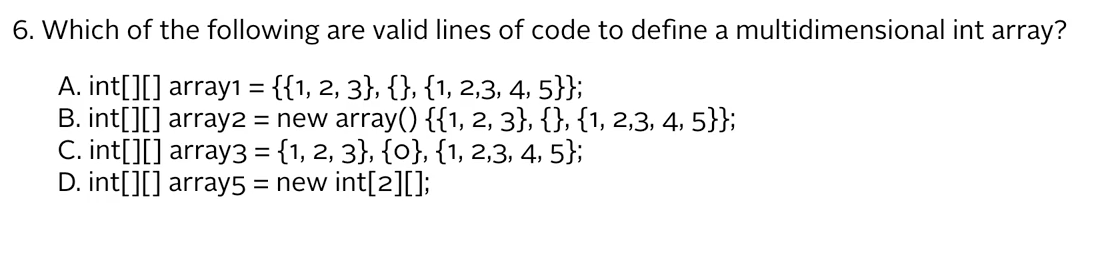 6. Which of the following are valid lines of code to define a multidimensional int array?
A. int[][] array1 = {{1, 2, 3}, {}, {1, 2,3, 4, 5}};
B. int[][] array2 = new array() {{1, 2, 3}, {}, {1, 2,3, 4, 5}};
C. int[][] array3 = {1, 2, 3}, {0}, {1, 2,3, 4, 5};
D. int[][] array5 = new int[2][];